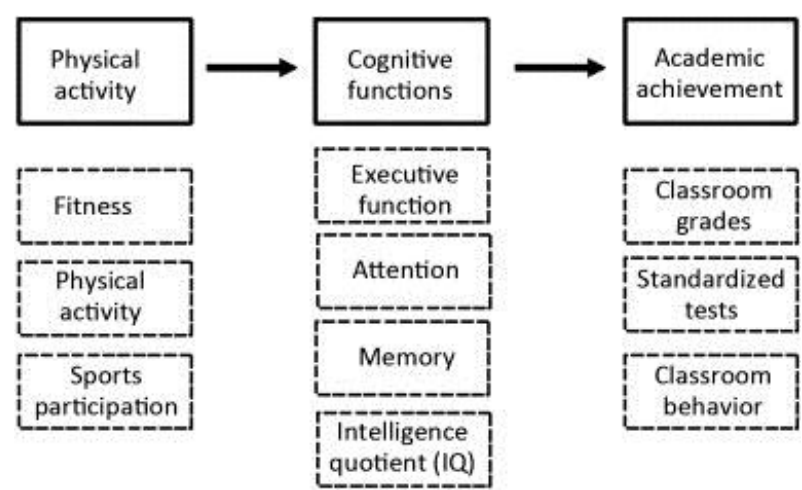 Physical
activity
Cognitive
functions
Academic
achievement
Fitness
Physical
activity
Sports
participation
Executive
function
Attention
Memory
Intelligence
quotient (IQ)
Classroom
grades
Standardized
tests
Classroom
behavior